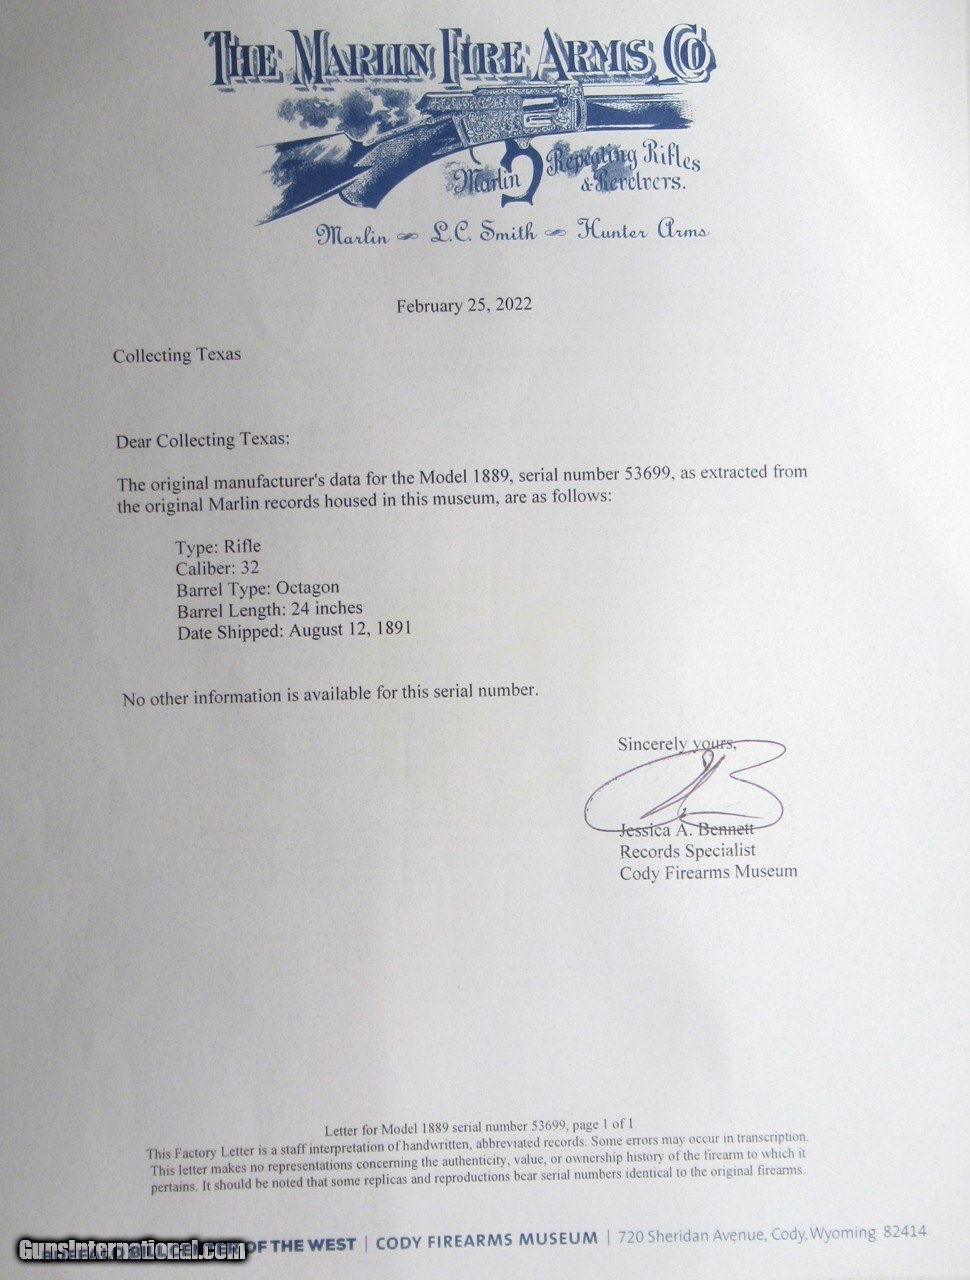 THE MARLIN FIRE ARMS CO
Marlin
Repeating Rifles
& Revolvers.
Marlin ~ L.C. Smith ~ Hunter Arms
February 25, 2022
Collecting Texas
Dear Collecting Texas:
The original manufacturer's data for the Model 1889, serial number 53699, as extracted from
the original Marlin records housed in this museum, are as follows:
Type: Rifle
Caliber: 32
Barrel Type: Octagon
Barrel Length: 24 inches
Date Shipped: August 12, 1891
No other information is available for this serial number.
Sincerely yours,
Jessica A. Bennett
Records Specialist
Cody Firearms Museum
Letter for Model 1889 serial number 53699, page 1 of 1
This Factory Letter is a staff interpretation of handwritten, abbreviated records. Some errors may occur in transcription.
This letter makes no representations concerning the authenticity, value, or ownership history of the firearm to which it
pertains. It should be noted that some replicas and reproductions bear serial numbers identical to the original firearms.
GunsInternational.com
OF THE WEST | CODY FIREARMS MUSEUM | 720 Sheridan Avenue, Cody, Wyoming 82414